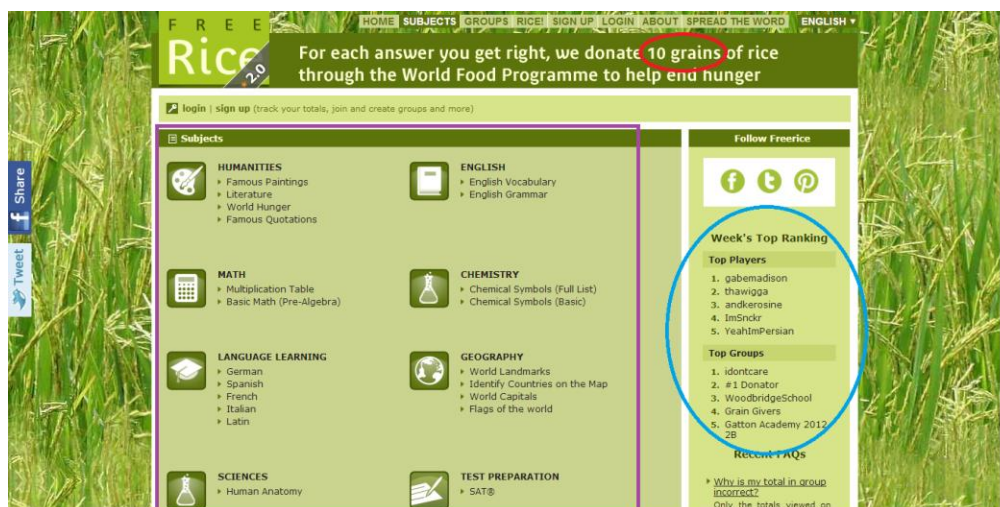 FREE
Rice
2.0
HOME SUBJECTS GROUPS RICE! SIGN UP LOGIN ABOUT SPREAD THE WORD ENGLISH
For each answer you get right, we donate 10 grains of rice
through the World Food Programme to help end hunger
login | sign up (track your totals, join and create groups and more)
Share
Tweet
Subjects
HUMANITIES
Famous Paintings
Literature
World Hunger
Famous Quotations
ENGLISH
English Vocabulary
English Grammar
MATH
Multiplication Table
Basic Math (Pre-Algebra)
CHEMISTRY
Chemical Symbols (Full List)
Chemical Symbols (Basic)
LANGUAGE LEARNING
German
Spanish
French
Italian
Latin
GEOGRAPHY
World Landmarks
Identify Countries on the Map
World Capitals
Flags of the world
SCIENCES
Human Anatomy
TEST PREPARATION
SAT®
Follow Freerice
Week's Top Ranking
Top Players
1. gabemadison
2. thawigga
3. andkerosine
4. ImSnckr
5. YeahImPersian
Top Groups
1. idontcare
2. #1 Donator
3. WoodbridgeSchool
4. Grain Givers
5. Gatton Academy 2012
2B
Recent FAQs
Why is my total in group
incorrect?
Only the totals viewed on